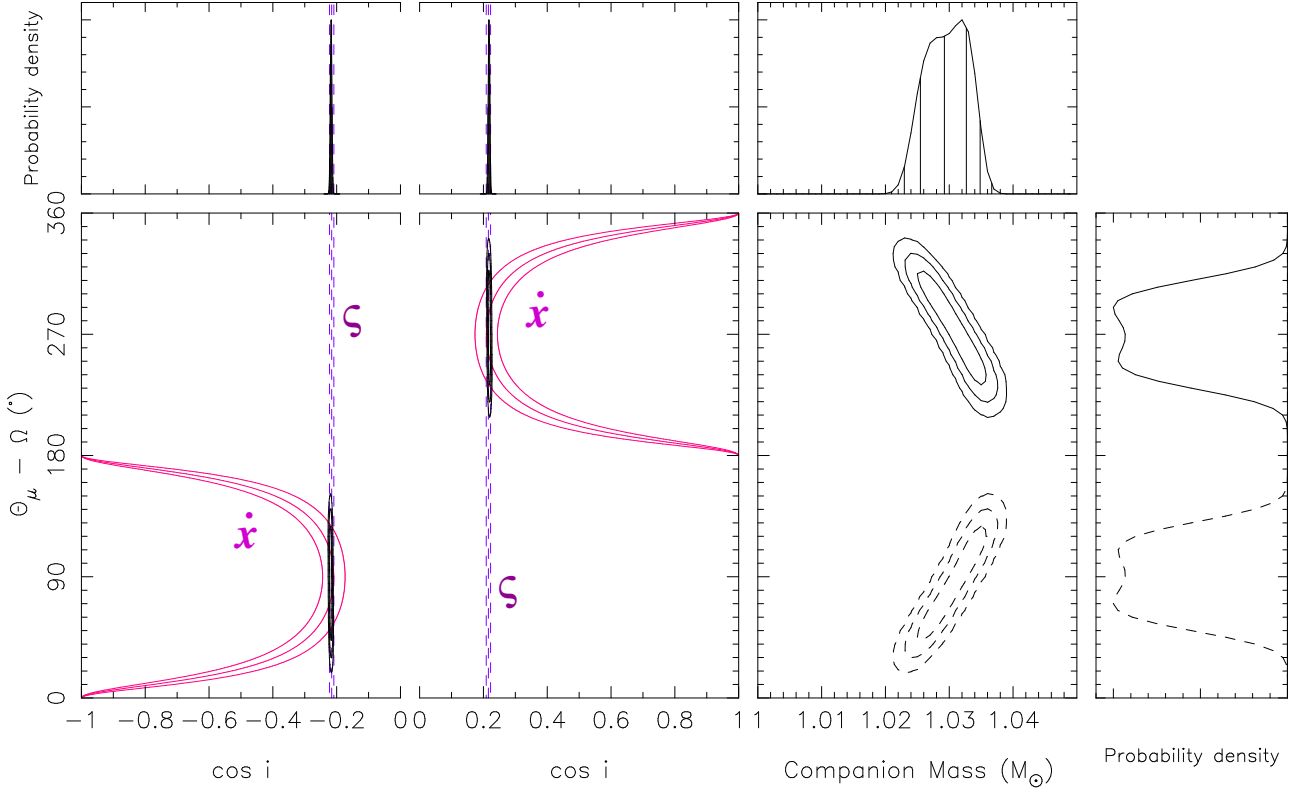 Probability density
360
270
180
90
0
Θμ − Ω (°)
ς
ẋ
ẋ
ς
−1 −0.8 −0.6 −0.4 −0.2 0
0 0.2 0.4 0.6 0.8 1
1 1.01 1.02 1.03 1.04
cos i
cos i
Companion Mass (M⊙)
Probability density